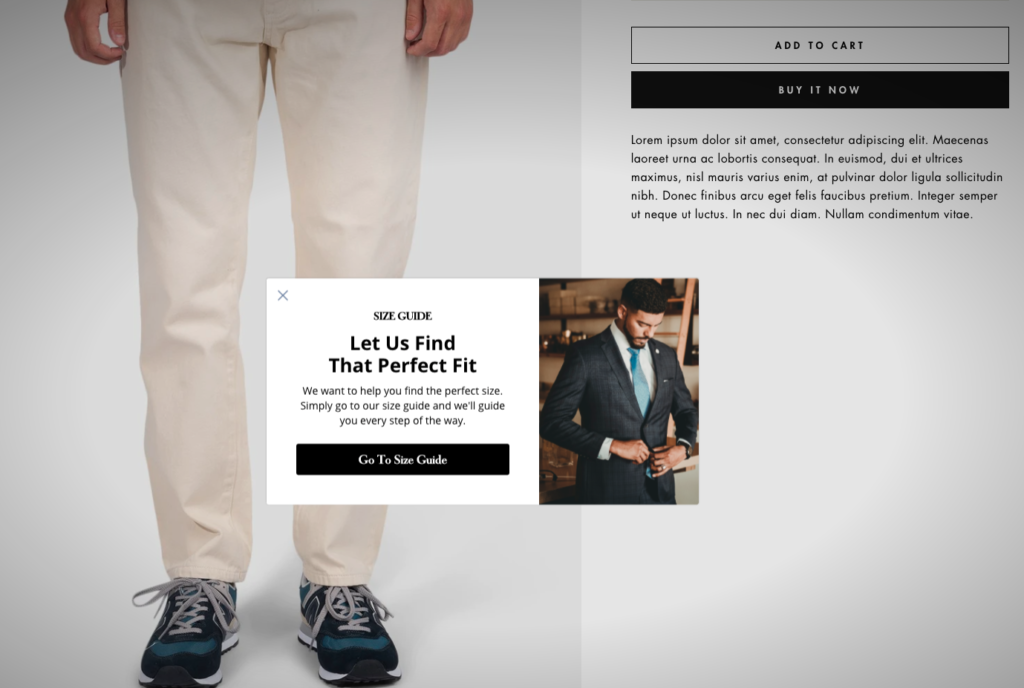 ADD TO CART
BUY IT NOW
Lorem ipsum dolor sit amet, consectetur adipiscing elit. Maecenas
laoreet urna ac lobortis consequat. In euismod, dui et ultrices
maximus, nisl mauris varius enim, at pulvinar dolor ligula sollicitudin
nibh. Donec finibus arcu eget felis faucibus pretium. Integer semper
ut neque ut luctus. In nec dui diam. Nullam condimentum vitae.
SIZE GUIDE
Let Us Find
That Perfect Fit
We want to help you find the perfect size.
Simply go to our size guide and we'll guide
you every step of the way.
Go To Size Guide